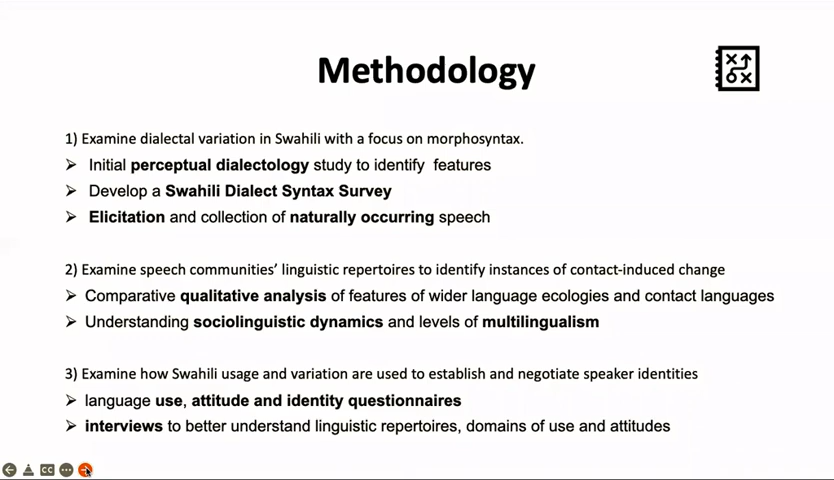 Methodology
1) Examine dialectal variation in Swahili with a focus on morphosyntax.
➢ Initial perceptual dialectology study to identify features
➢ Develop a Swahili Dialect Syntax Survey
➢ Elicitation and collection of naturally occurring speech
2) Examine speech communities' linguistic repertoires to identify instances of contact-induced change
➢ Comparative qualitative analysis of features of wider language ecologies and contact languages
➢ Understanding sociolinguistic dynamics and levels of multilingualism
3) Examine how Swahili usage and variation are used to establish and negotiate speaker identities
➢ language use, attitude and identity questionnaires
➢ interviews to better understand linguistic repertoires, domains of use and attitudes
CC